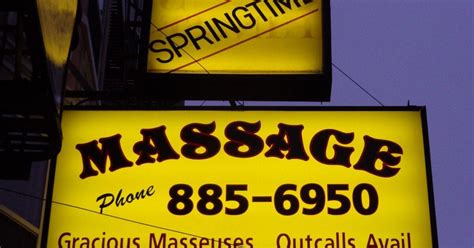 SPRINGTIME
MASSAGE
Phone 885-6950
Gracious Masseuses Outcalls Avail